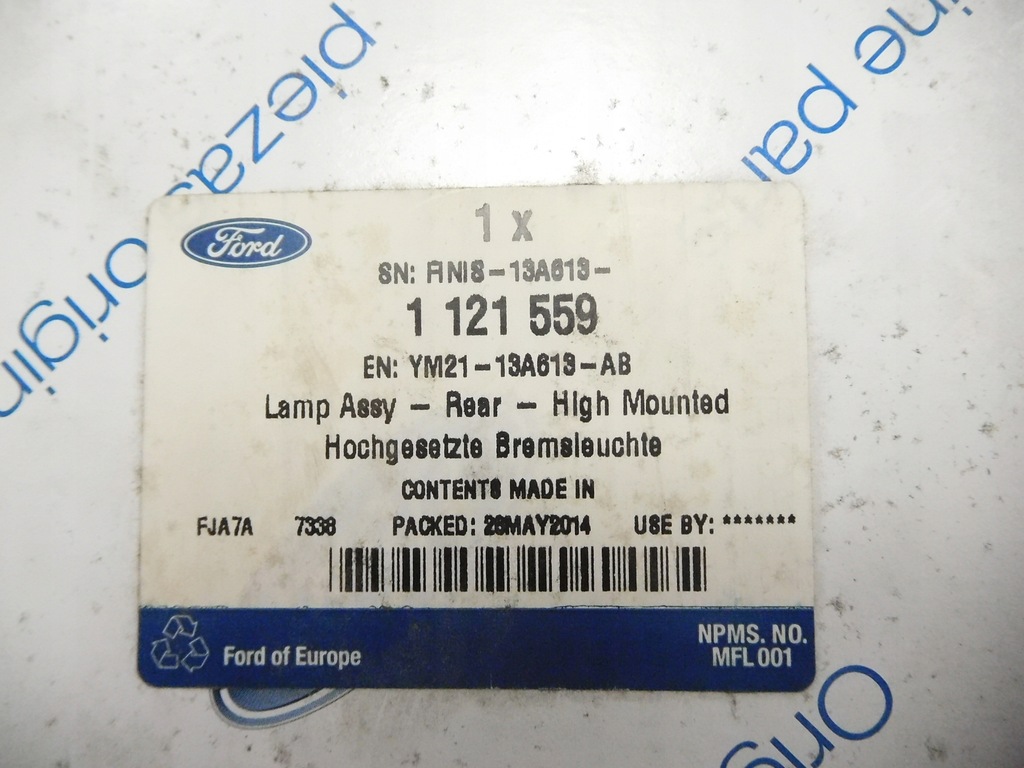 piezas origin
ine par
Ford
1 x
SN: FINIS-13A613-
1 121 559
EN: YM21-13A613-AB
Lamp Assy - Rear - High Mounted
Hochgesetzte Bremsleuchte
CONTENTS MADE IN
FJA7A 7338 PACKED: 28MAY2014 USE BY: *******
Ford of Europe
NPMS. NO.
MFL 001
Orig